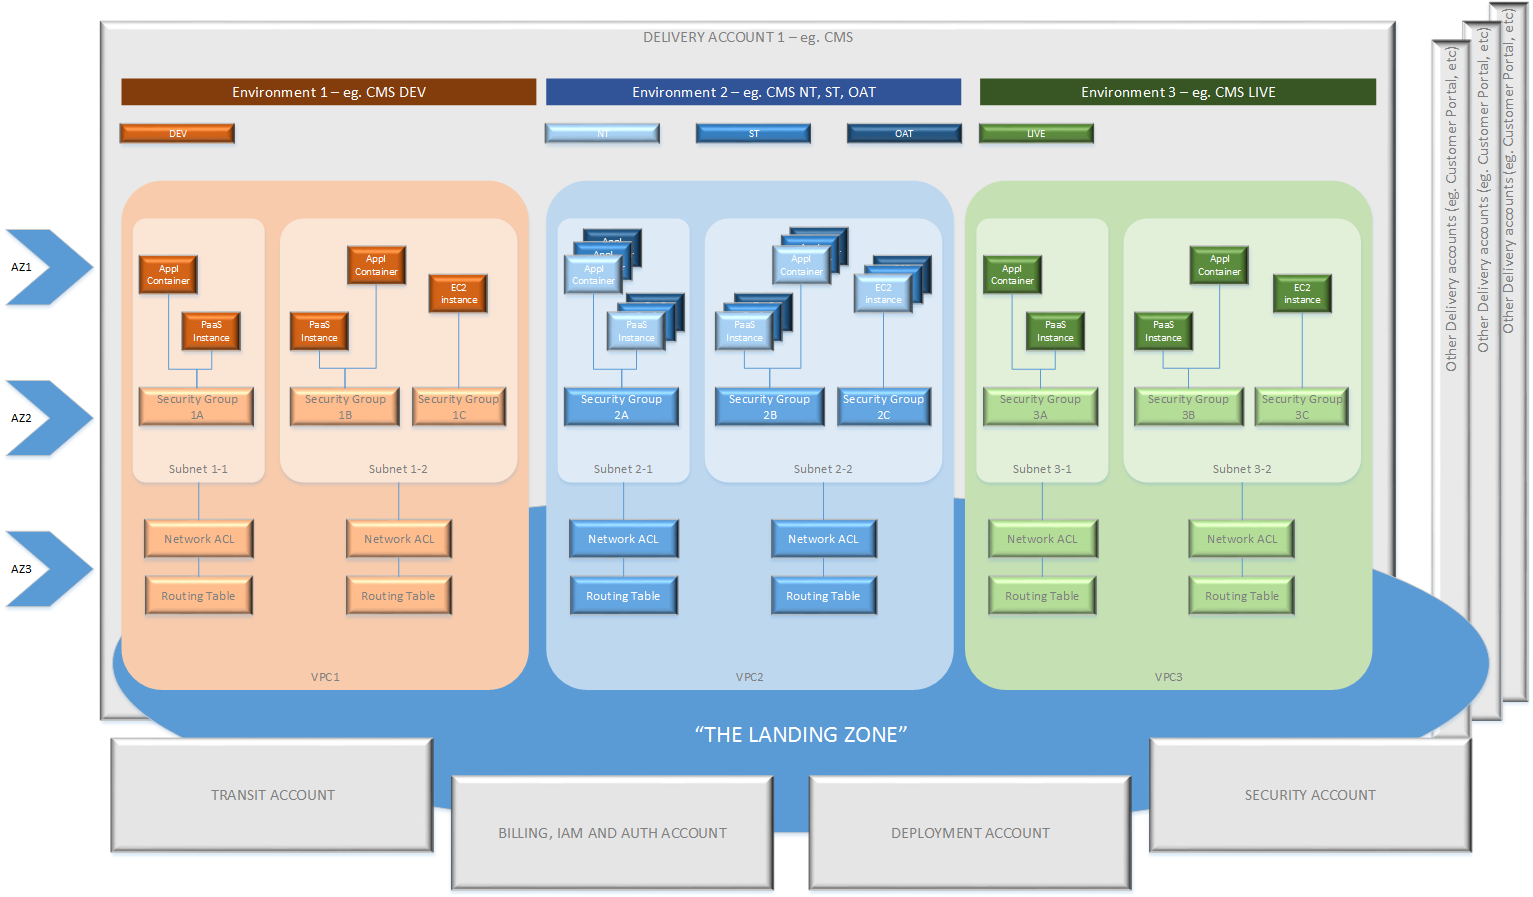 DELIVERY ACCOUNT 1 – eg. CMS
Environment 1 – eg. CMS DEV
Environment 2 – eg. CMS NT, ST, OAT
Environment 3 – eg. CMS LIVE
DEV
NT
ST
OAT
LIVE
AZ1
AZ2
AZ3
Appl
Container
PaaS
Instance
Security Group
1A
Subnet 1-1
Network ACL
Routing Table
Appl
Container
PaaS
Instance
EC2
instance
Security Group
1B
Security Group
1C
Subnet 1-2
Network ACL
Routing Table
VPC1
Appl
Appl
Container
PaaS
Instance
Security Group
2A
Subnet 2-1
Network ACL
Routing Table
Appl
Container
PaaS
Instance
EC2
instance
Security Group
2B
Security Group
2C
Subnet 2-2
Network ACL
Routing Table
VPC2
Appl
Container
PaaS
Instance
Security Group
3A
Subnet 3-1
Network ACL
Routing Table
Appl
Container
PaaS
Instance
EC2
instance
Security Group
3B
Security Group
3C
Subnet 3-2
Network ACL
Routing Table
VPC3
Other Delivery accounts (eg. Customer Portal, etc)
Other Delivery accounts (eg. Customer Portal, etc)
Other Delivery accounts (eg. Customer Portal, etc)
“THE LANDING ZONE”
TRANSIT ACCOUNT
BILLING, IAM AND AUTH ACCOUNT
DEPLOYMENT ACCOUNT
SECURITY ACCOUNT